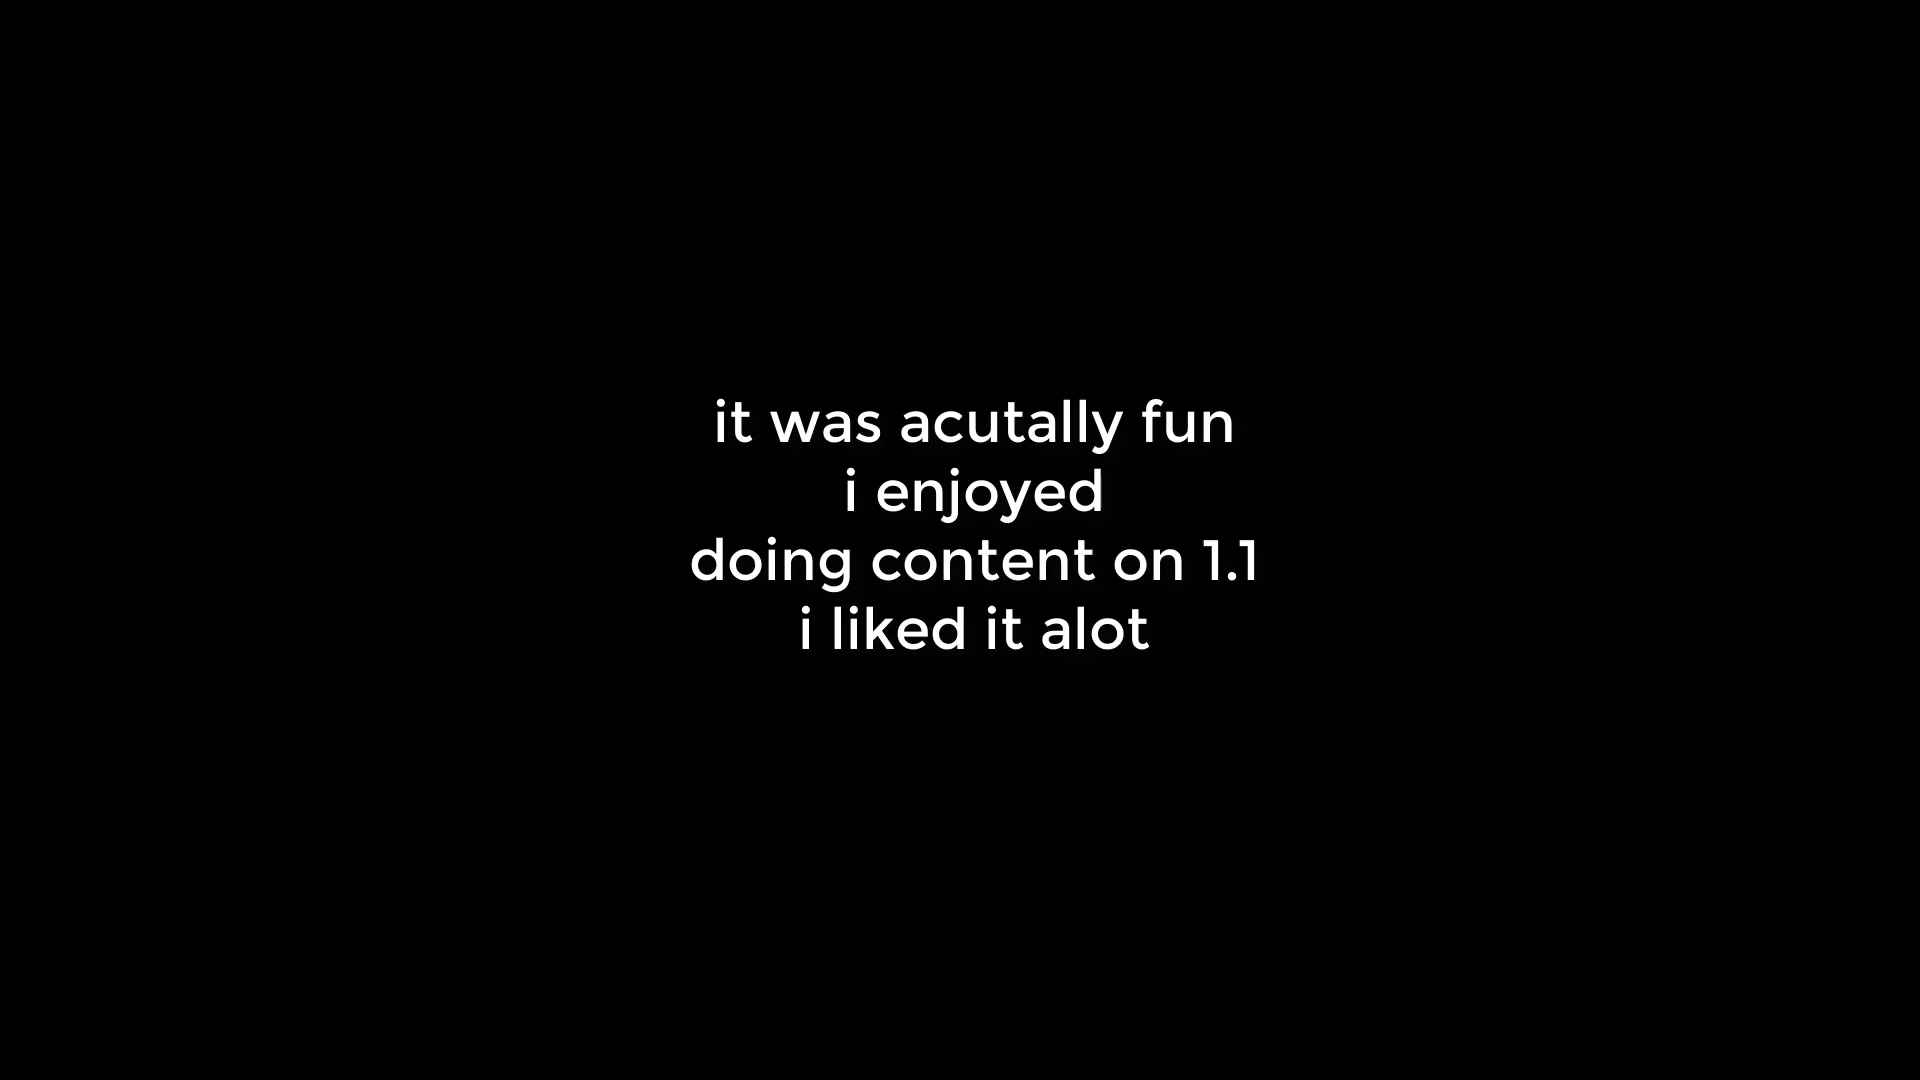 it was acutally fun
i enjoyed
doing content on 1.1
i liked it alot